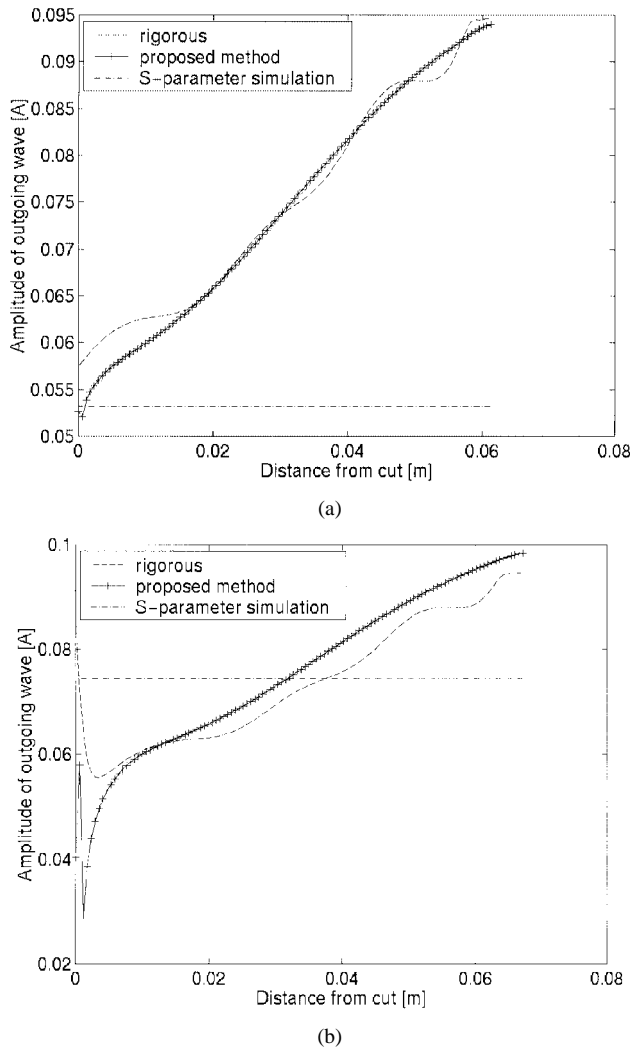 0.095
0.09
0.085
0.08
0.075
0.07
0.065
0.06
0.055
0.05
Amplitude of outgoing wave [A]
rigorous
proposed method
S-parameter simulation
0 0.02 0.04 0.06 0.08
Distance from cut [m]
(a)
0.1
0.08
0.06
0.04
0.02
Amplitude of outgoing wave [A]
rigorous
proposed method
S-parameter simulation
0 0.02 0.04 0.06 0.08
Distance from cut [m]
(b)